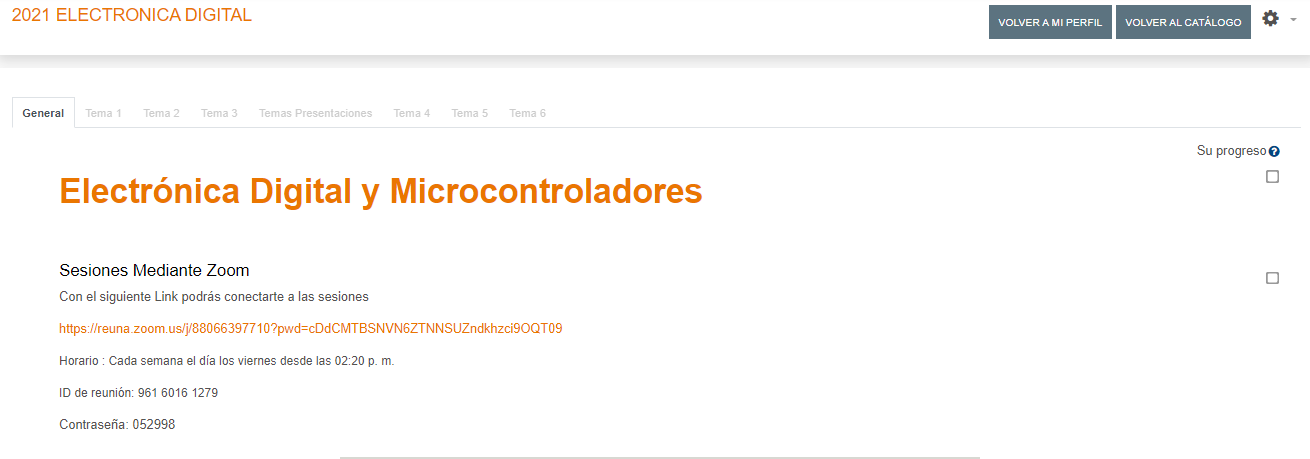 2021 ELECTRONICA DIGITAL
VOLVER A MI PERFIL
VOLVER AL CATÁLOGO
General Tema 1 Tema 2 Tema 3 Temas Presentaciones Tema 4 Tema 5 Tema 6
Su progreso
Electrónica Digital y Microcontroladores
Sesiones Mediante Zoom
Con el siguiente Link podrás conectarte a las sesiones
https://reuna.zoom.us/j/88066397710?pwd=cDdCMTBSNVN6ZTNNSUZndkhzci9OQT09
Horario : Cada semana el día los viernes desde las 02:20 p. m.
ID de reunión: 961 6016 1279
Contraseña: 052998